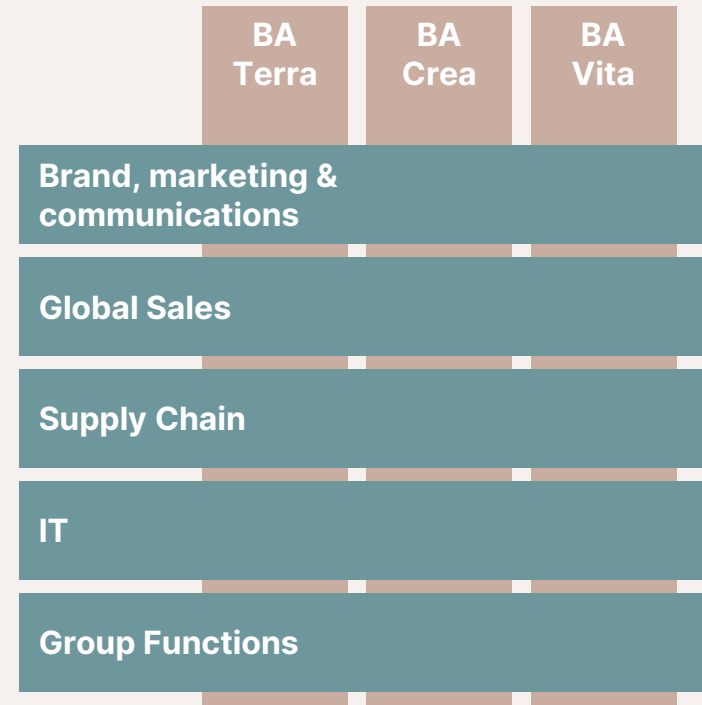 BA
Terra
BA
Crea
BA
Vita
Brand, marketing &
communications
Global Sales
Supply Chain
IT
Group Functions